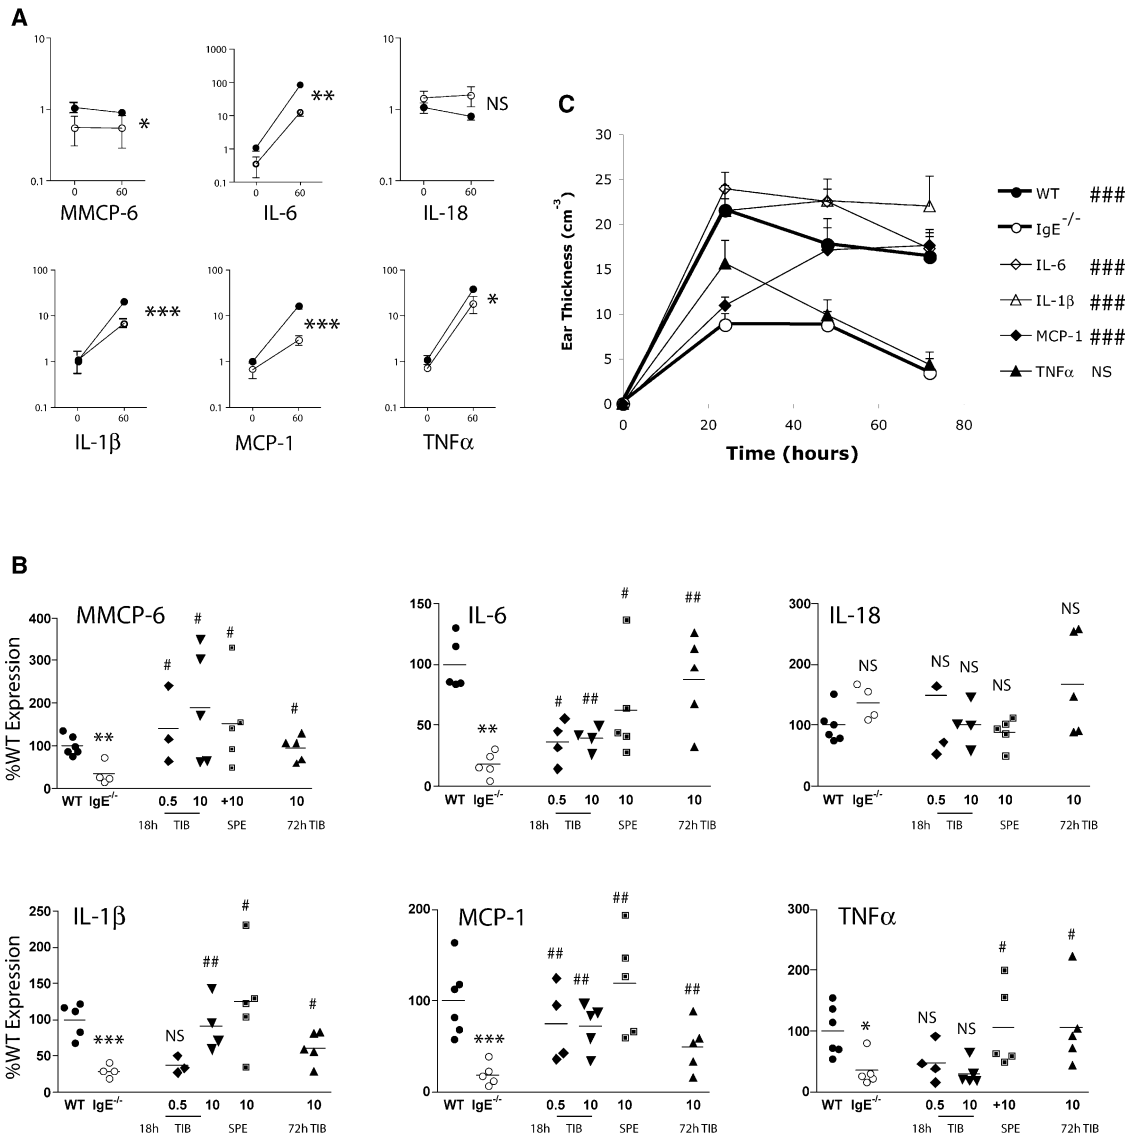 A
10
1
0.1
0
60
*
MMCP-6
1000
100
10
1
0.1
0
60
**
IL-6
10
1
0.1
0
60
NS
IL-18
100
10
1
0.1
0
60
***
IL-1β
100
10
1
0.1
0
60
***
MCP-1
100
10
1
0.1
0
60
*
TNFα
C
30
25
20
15
10
5
0
Ear Thickness (cm⁻³)
0
20
40
60
80
Time (hours)
WT ###
IgE -/-
IL-6 ###
IL-1β ###
MCP-1 ###
TNFα NS
B
MMCP-6
%WT Expression
400
300
200
100
0
**
#
#
#
#
WT IgE-/- 0.5 10 +10 10
18h TIB SPE 72h TIB
IL-6
150
100
50
0
**
#
##
#
##
WT IgE-/- 0.5 10 10 10
18h TIB SPE 72h TIB
IL-18
300
200
100
0
NS
NS
NS
NS
NS
WT IgE-/- 0.5 10 10 10
18h TIB SPE 72h TIB
IL-1β
%WT Expression
250
200
150
100
50
0
***
NS
##
#
#
WT IgE-/- 0.5 10 10 10
18h TIB SPE 72h TIB
MCP-1
200
100
0
***
##
##
##
##
WT IgE-/- 0.5 10 10 10
18h TIB SPE 72h TIB
TNFα
300
200
100
0
*
NS
NS
#
#
WT IgE-/- 0.5 10 +10 10
18h TIB SPE 72h TIB